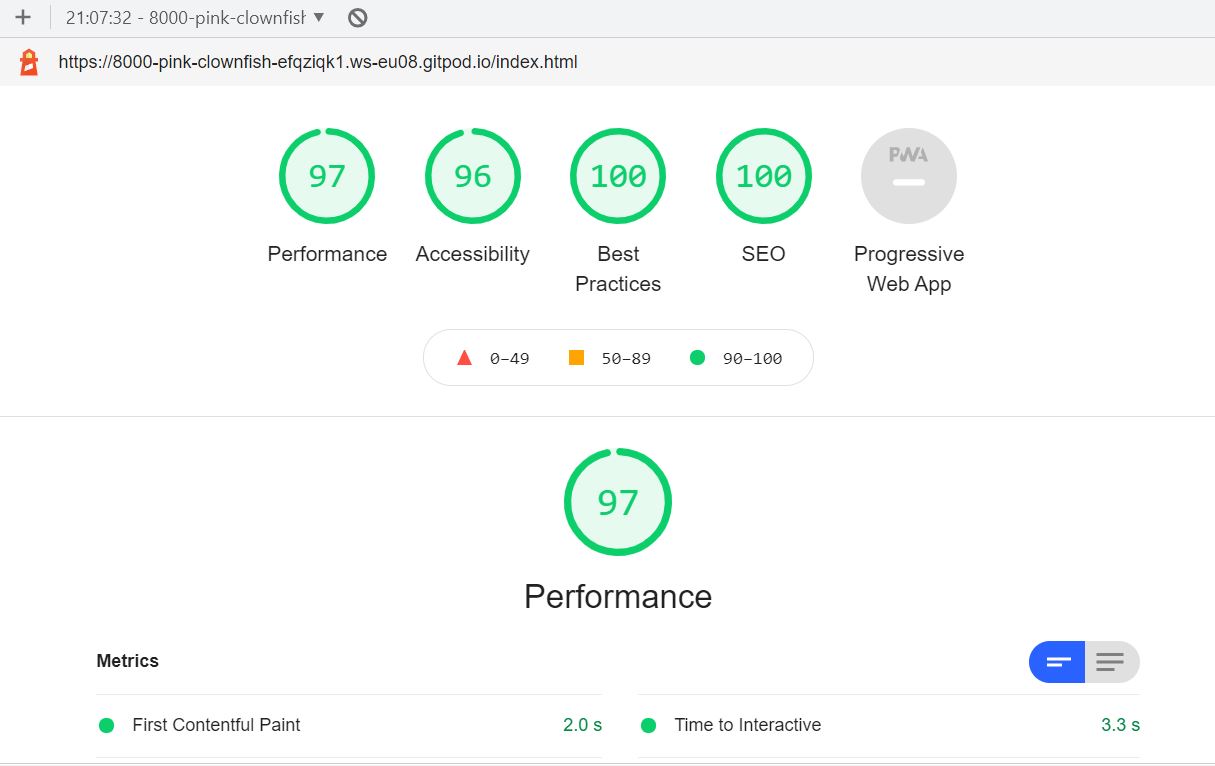 21:07:32 - 8000-pink-clownfish
https://8000-pink-clownfish-efqziqk1.ws-eu08.gitpod.io/index.html
97 96 100 100 PWA
Performance Accessibility Best Practices SEO Progressive Web App
0–49 50–89 90–100
97
Performance
Metrics
First Contentful Paint 2.0 s Time to Interactive 3.3 s